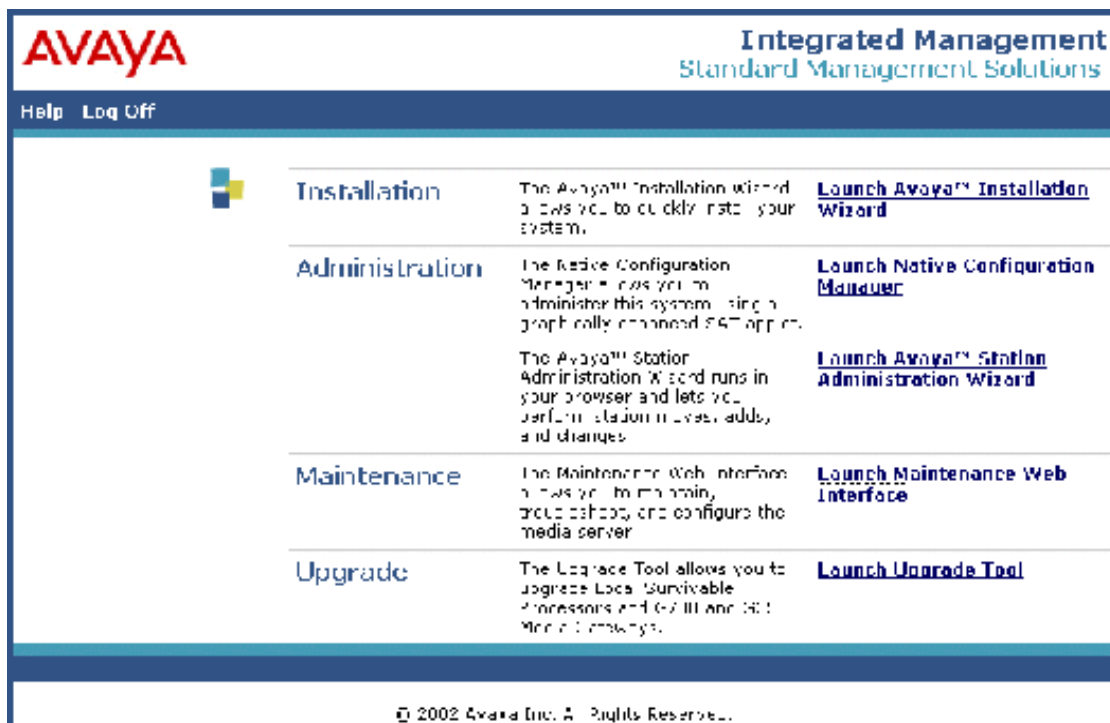 AVAYA
Integrated Management
Standard Management Solutions
Help Log Off
Installation
The Avaya™ Installation Wizard
allows you to quickly install your
system.
Launch Avaya™ Installation
Wizard
Administration
The Native Configuration
Manager allows you to
administer this system using a
graphically enhanced SAT applet.
Launch Native Configuration
Manager
The Avaya™ Station
Administration Wizard runs in
your browser and lets you
perform station moves, adds,
and changes
Launch Avaya™ Station
Administration Wizard
Maintenance
The Maintenance Web Interface
allows you to maintain,
troubleshoot, and configure the
media server
Launch Maintenance Web
Interface
Upgrade
The Upgrade Tool allows you to
upgrade Local Survivable
Processors and G700 and
Media Gateways.
Launch Upgrade Tool
© 2002 Avaya Inc. All Rights Reserved.